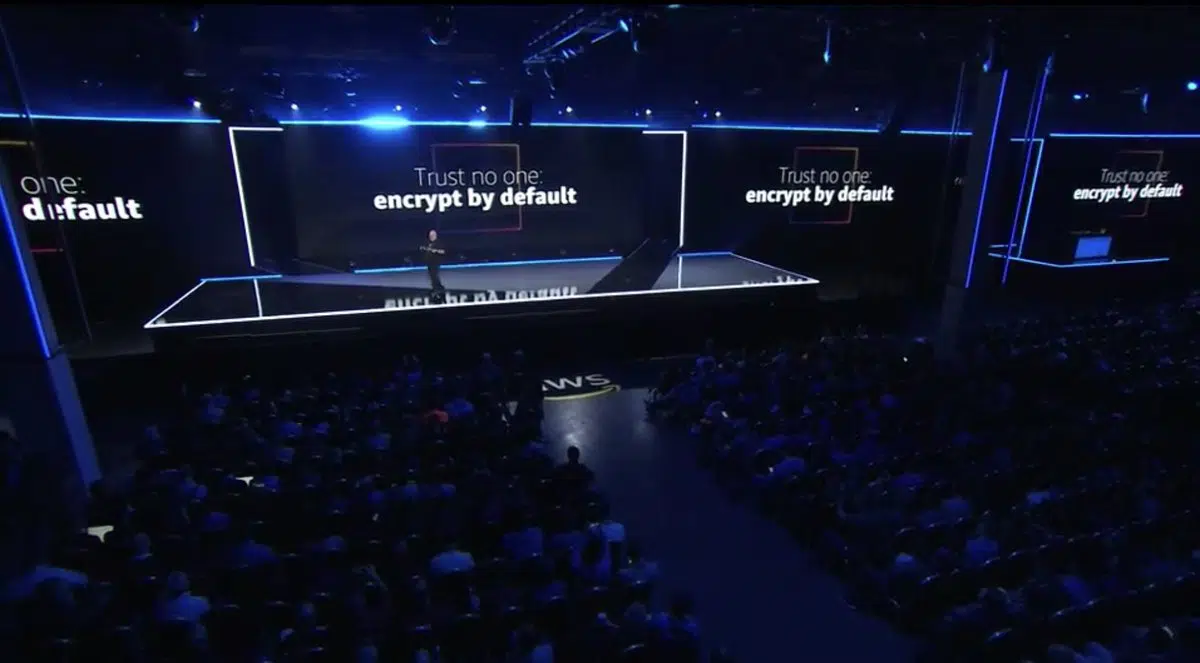 one:
default
Trust no one:
encrypt by default
Trust no one:
encrypt by default
Trust no one:
encrypt by default
aws